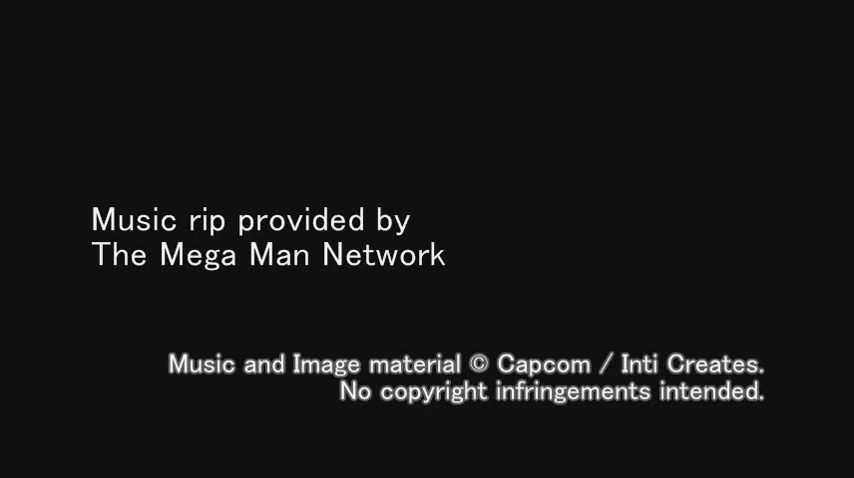 Music rip provided by
The Mega Man Network
Music and Image material © Capcom / Inti Creates.
No copyright infringements intended.